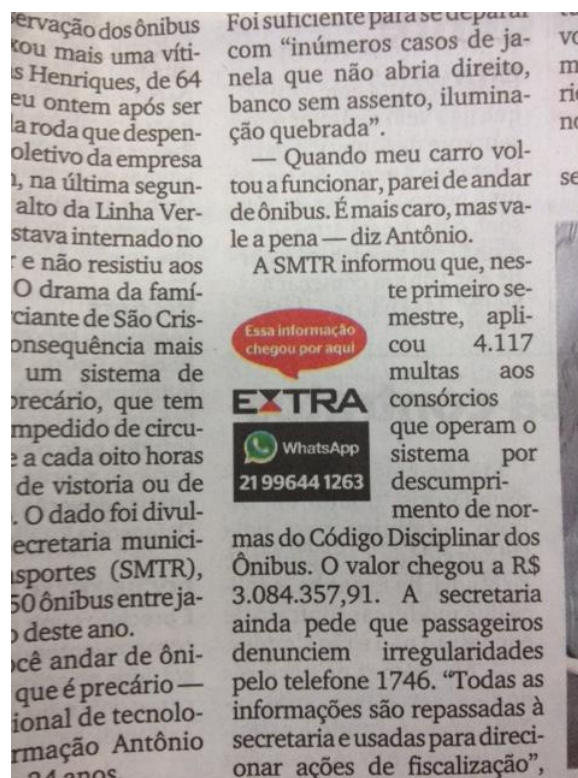 ervação dos ônibus
xou mais uma víti-
s Henriques, de 64
eu ontem após ser
la roda que despen-
oletivo da empresa
, na última segun-
alto da Linha Ver-
stava internado no
r e não resistiu aos
O drama da famí-
ciante de São Cris-
onsequência mais
um sistema de
precário, que tem
mpedido de circu-
e a cada oito horas
de vistoria ou de
. O dado foi divul-
ecretaria munici-
nsportes (SMTR),
50 ônibus entre ja-
o deste ano.
ocê andar de ôni-
que é precário —
ional de tecnolo-
rmação Antônio
24 anos.
Foi suficiente para se deparar
com “inúmeros casos de ja-
nela que não abria direito,
banco sem assento, ilumina-
ção quebrada”.
— Quando meu carro vol-
tou a funcionar, parei de andar
de ônibus. É mais caro, mas va-
le a pena — diz Antônio.
A SMTR informou que, nes-
te primeiro se-
mestre, apli-
cou 4.117
multas aos
consórcios
que operam o
sistema por
descumpri-
mento de nor-
mas do Código Disciplinar dos
Ônibus. O valor chegou a R$
3.084.357,91. A secretaria
ainda pede que passageiros
denunciem irregularidades
pelo telefone 1746. “Todas as
informações são repassadas à
secretaria e usadas para direci-
onar ações de fiscalização”,
Essa informação
chegou por aqui
EXTRA
WhatsApp
21 99644 1263